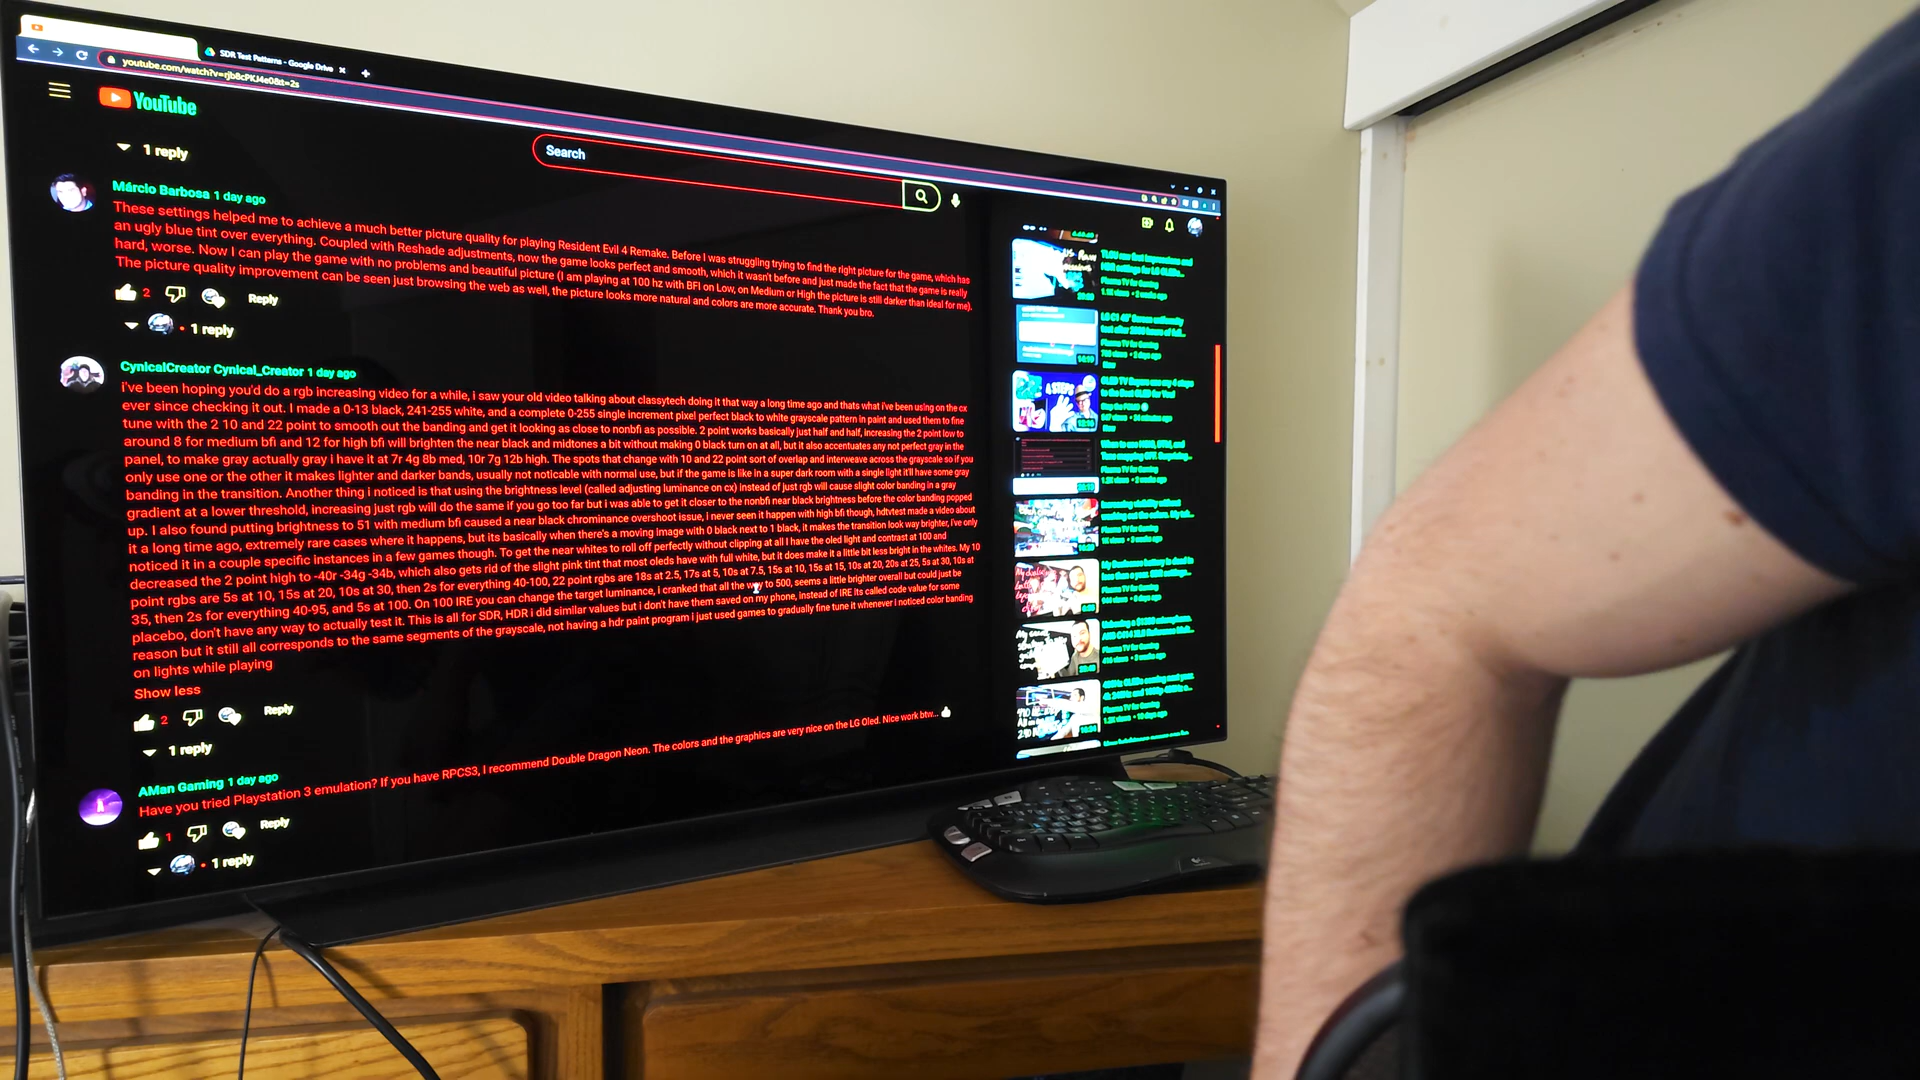 SDR Test Patterns - Google Drive
youtube.com/watch?v=rjb8cPKJ4e0&t=2s
YouTube
Search
1 reply
Márcio Barbosa 1 day ago
These settings helped me to achieve a much better picture quality for playing Resident Evil 4 Remake. Before I was struggling trying to find the right picture for the game, which has
an ugly blue tint over everything. Coupled with Reshade adjustments, now the game looks perfect and smooth, which it wasn't before and just made the fact that the game is really
hard, worse. Now I can play the game with no problems and beautiful picture (I am playing at 100 hz with BFI on Low, on Medium or High the picture is still darker than ideal for me).
The picture quality improvement can be seen just browsing the web as well, the picture looks more natural and colors are more accurate. Thank you bro.
2 Reply
1 reply
CynicalCreator Cynical_Creator 1 day ago
i've been hoping you'd do a rgb increasing video for a while, i saw your old video talking about classytech doing it that way a long time ago and thats what i've been using on the cx
ever since checking it out. I made a 0-13 black, 241-255 white, and a complete 0-255 single increment pixel perfect black to white grayscale pattern in paint and used them to fine
tune with the 2 10 and 22 point to smooth out the banding and get it looking as close to nonbfi as possible. 2 point works basically just half and half, increasing the 2 point low to
around 8 for medium bfi and 12 for high bfi will brighten the near black and midtones a bit without making 0 black turn on at all, but it also accentuates any not perfect gray in the
panel, to make gray actually gray i have it at 7r 4g 8b med, 10r 7g 12b high. The spots that change with 10 and 22 point sort of overlap and interweave across the grayscale so if you
only use one or the other it makes lighter and darker bands, usually not noticable with normal use, but if the game is like in a super dark room with a single light it'll have some gray
banding in the transition. Another thing i noticed is that using the brightness level (called adjusting luminance on cx) instead of just rgb will cause slight color banding in a gray
gradient at a lower threshold, increasing just rgb will do the same if you go too far but i was able to get it closer to the nonbfi near black brightness before the color banding popped
up. I also found putting brightness to 51 with medium bfi caused a near black chrominance overshoot issue, i never seen it happen with high bfi though, hdtvtest made a video about
it a long time ago, extremely rare cases where it happens, but its basically when there's a moving image with 0 black next to 1 black, it makes the transition look way brighter, i've only
noticed it in a couple specific instances in a few games though. To get the near whites to roll off perfectly without clipping at all I have the oled light and contrast at 100 and
decreased the 2 point high to -40r -34g -34b, which also gets rid of the slight pink tint that most oleds have with full white, but it does make it a little bit less bright in the whites. My 10
point rgbs are 5s at 10, 15s at 20, 10s at 30, then 2s for everything 40-100, 22 point rgbs are 18s at 2.5, 17s at 5, 10s at 7.5, 15s at 10, 15s at 15, 10s at 20, 20s at 25, 5s at 30, 10s at
35, then 2s for everything 40-95, and 5s at 100. On 100 IRE you can change the target luminance, i cranked that all the way to 500, seems a little brighter overall but could just be
placebo, don't have any way to actually test it. This is all for SDR, HDR i did similar values but i don't have them saved on my phone, instead of IRE its called code value for some
reason but it still all corresponds to the same segments of the grayscale, not having a hdr paint program i just used games to gradually fine tune it whenever I noticed color banding
on lights while playing
Show less
2 Reply
1 reply
AMan Gaming 1 day ago
Have you tried Playstation 3 emulation? If you have RPCS3, I recommend Double Dragon Neon. The colors and the graphics are very nice on the LG Oled. Nice work btw...
1 Reply
1 reply
Plasma TV for Gaming
Plasma TV for Gaming
Plasma TV for Gaming
Plasma TV for Gaming
Plasma TV for Gaming
Plasma TV for Gaming
Plasma TV for Gaming